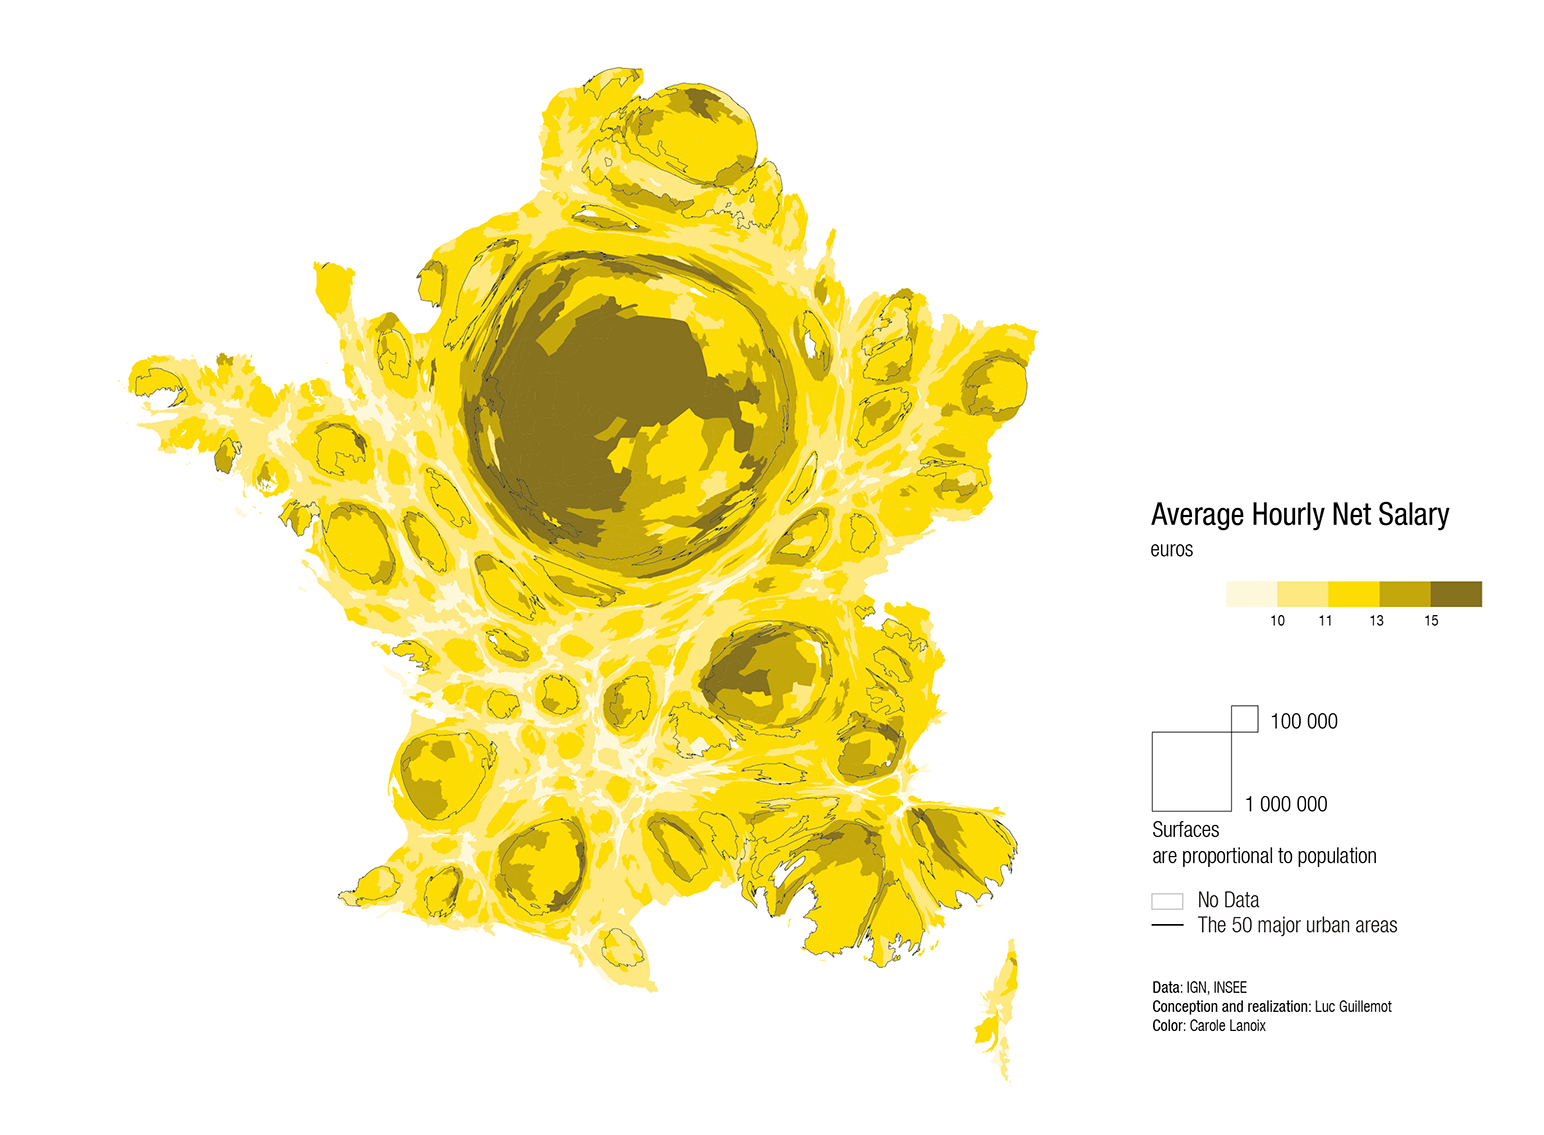 Average Hourly Net Salary
euros
10 11 13 15
100 000
1 000 000
Surfaces
are proportional to population
No Data
The 50 major urban areas
Data: IGN, INSEE
Conception and realization: Luc Guillemot
Color: Carole Lanoix